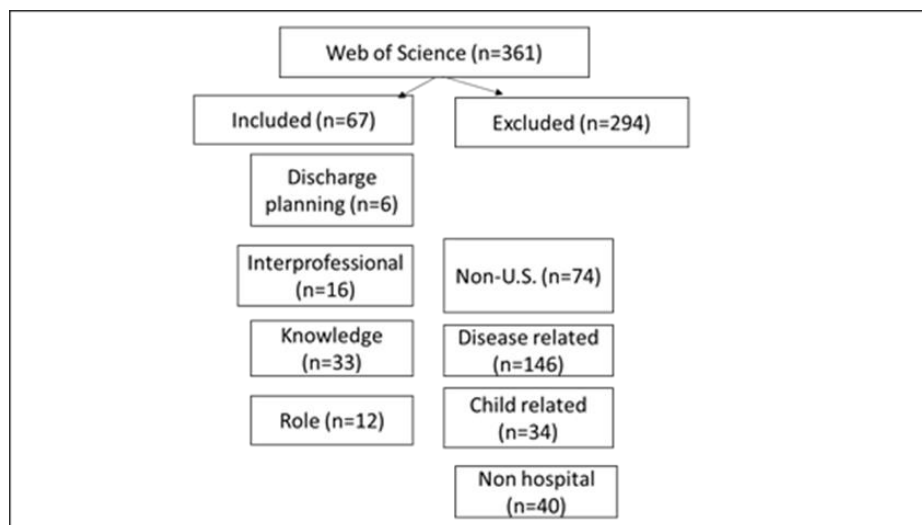 Web of Science (n=361)
Included (n=67)
Excluded (n=294)
Discharge
planning (n=6)
Interprofessional
(n=16)
Non-U.S. (n=74)
Knowledge
(n=33)
Disease related
(n=146)
Role (n=12)
Child related
(n=34)
Non hospital
(n=40)